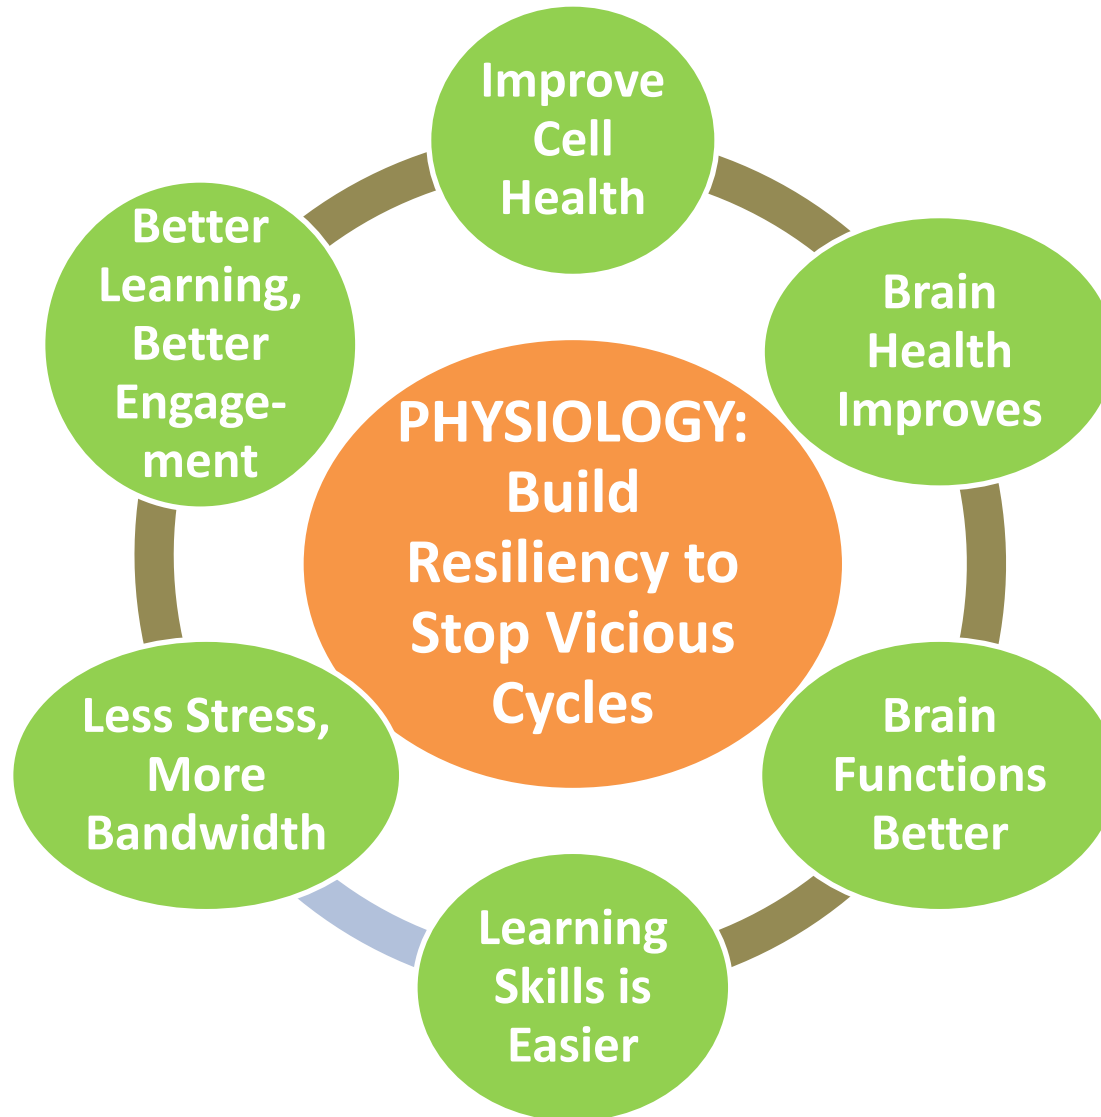 Improve
Cell
Health
Brain
Health
Improves
Brain
Functions
Better
Learning
Skills is
Easier
Less Stress,
More
Bandwidth
Better
Learning,
Better
Engage-
ment
PHYSIOLOGY:
Build
Resiliency to
Stop Vicious
Cycles